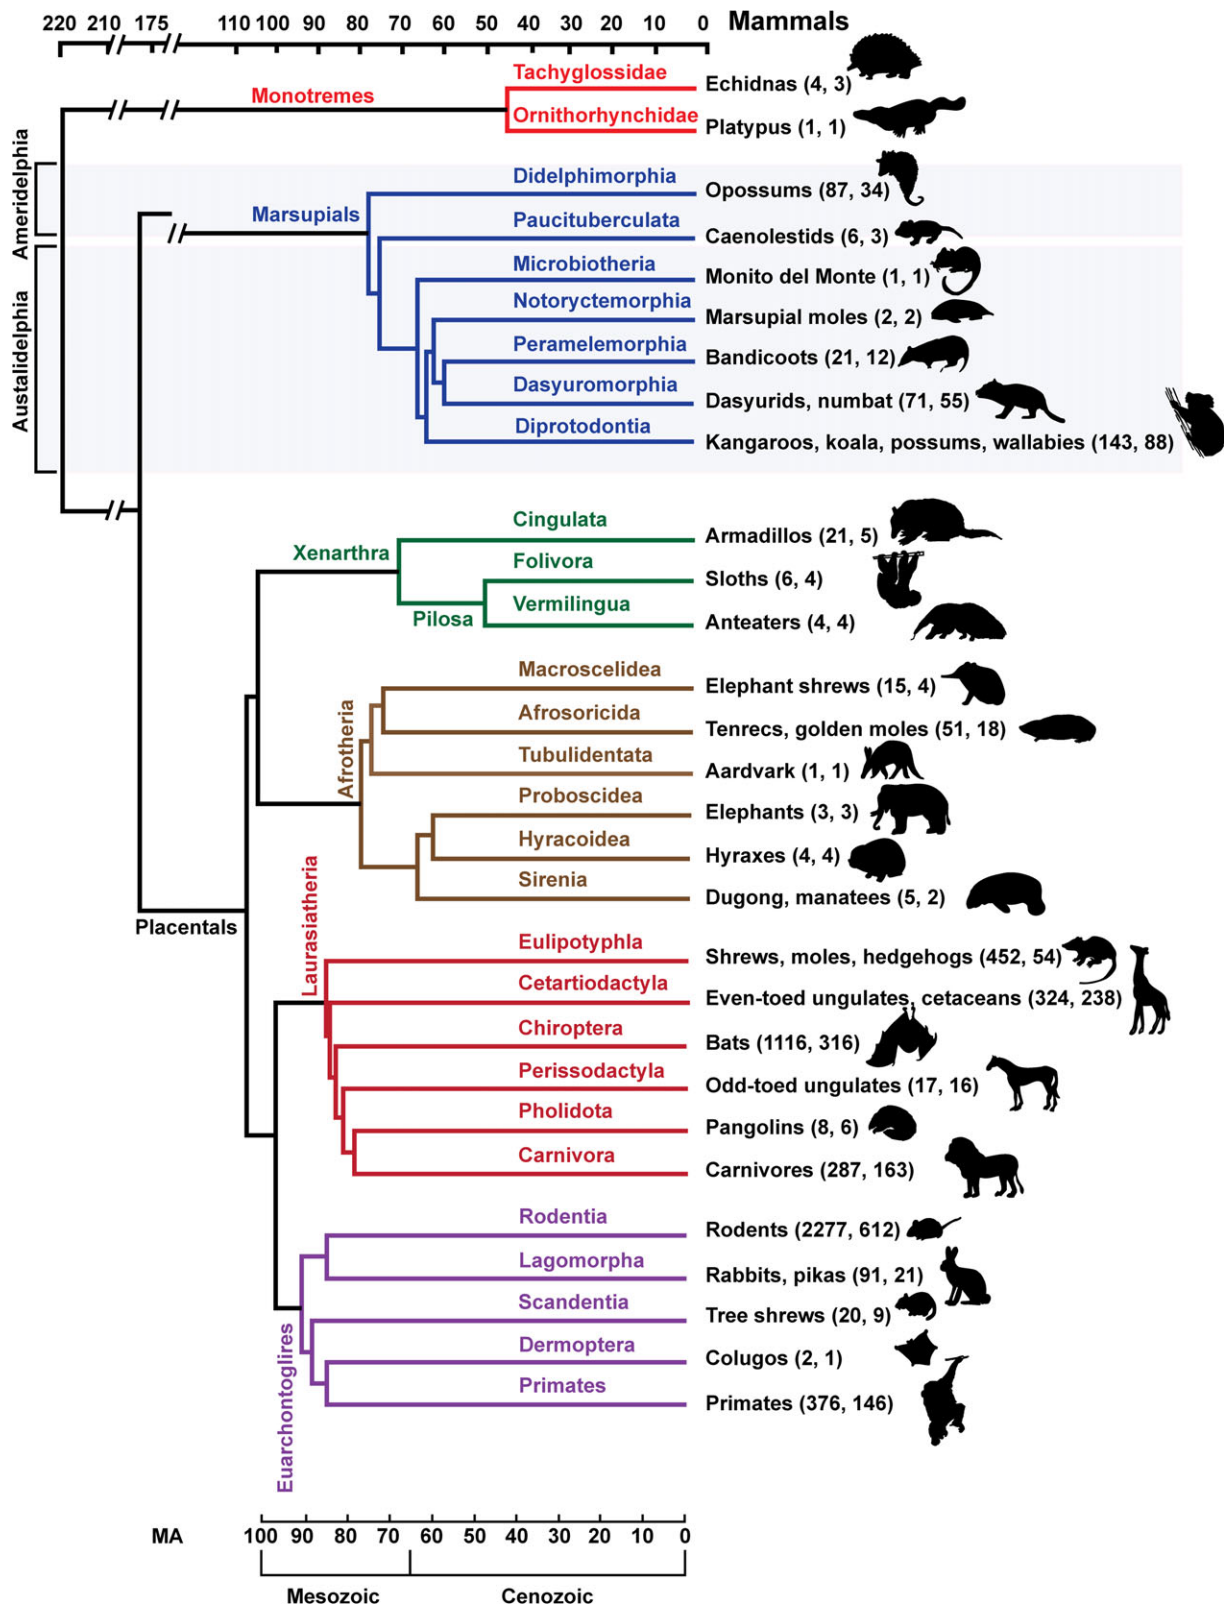 220 210 175 110 100 90 80 70 60 50 40 30 20 10 0 Mammals
Tachyglossidae
Echidnas (4, 3)
Monotremes
Ornithorhynchidae
Platypus (1, 1)
Ameridelphia
Didelphimorphia
Opossums (87, 34)
Marsupials
Paucituberculata
Caenolestids (6, 3)
Austalidelphia
Microbiotheria
Monito del Monte (1, 1)
Notoryctemorphia
Marsupial moles (2, 2)
Peramelemorphia
Bandicoots (21, 12)
Dasyuromorphia
Dasyurids, numbat (71, 55)
Diprotodontia
Kangaroos, koala, possums, wallabies (143, 88)
Cingulata
Armadillos (21, 5)
Xenarthra
Folivora
Sloths (6, 4)
Pilosa
Vermilingua
Anteaters (4, 4)
Macroscelidea
Elephant shrews (15, 4)
Afrotheria
Afrosoricida
Tenrecs, golden moles (51, 18)
Tubulidentata
Aardvark (1, 1)
Proboscidea
Elephants (3, 3)
Hyracoidea
Hyraxes (4, 4)
Sirenia
Dugong, manatees (5, 2)
Placentals
Laurasiatheria
Eulipotyphla
Shrews, moles, hedgehogs (452, 54)
Cetartiodactyla
Even-toed ungulates, cetaceans (324, 238)
Chiroptera
Bats (1116, 316)
Perissodactyla
Odd-toed ungulates (17, 16)
Pholidota
Pangolins (8, 6)
Carnivora
Carnivores (287, 163)
Rodentia
Rodents (2277, 612)
Lagomorpha
Rabbits, pikas (91, 21)
Scandentia
Tree shrews (20, 9)
Euarchontoglires
Dermoptera
Colugos (2, 1)
Primates
Primates (376, 146)
MA 100 90 80 70 60 50 40 30 20 10 0
Mesozoic Cenozoic